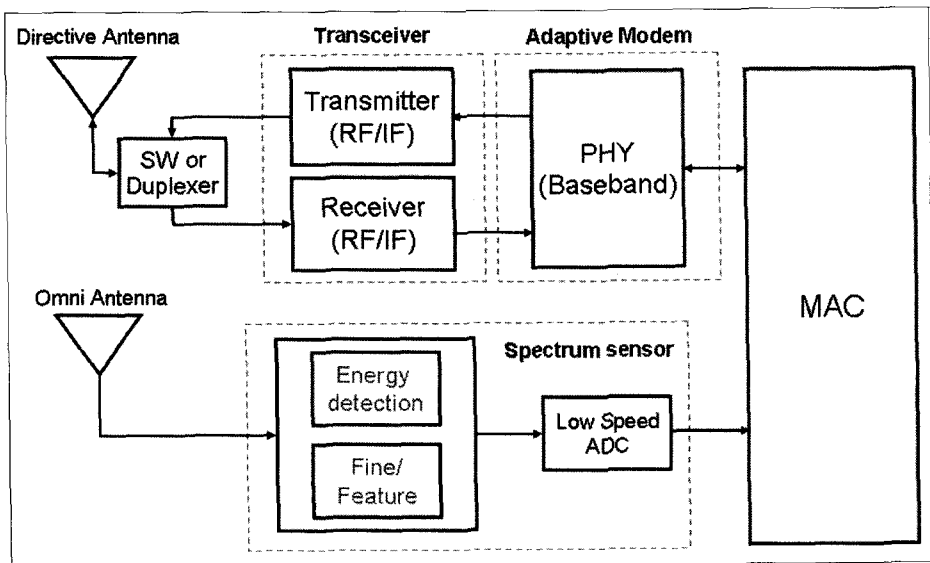 Directive Antenna
Transceiver
Adaptive Modem
Transmitter
(RF/IF)
SW or
Duplexer
Receiver
(RF/IF)
PHY
(Baseband)
MAC
Omni Antenna
Spectrum sensor
Energy
detection
Fine/
Feature
Low Speed
ADC